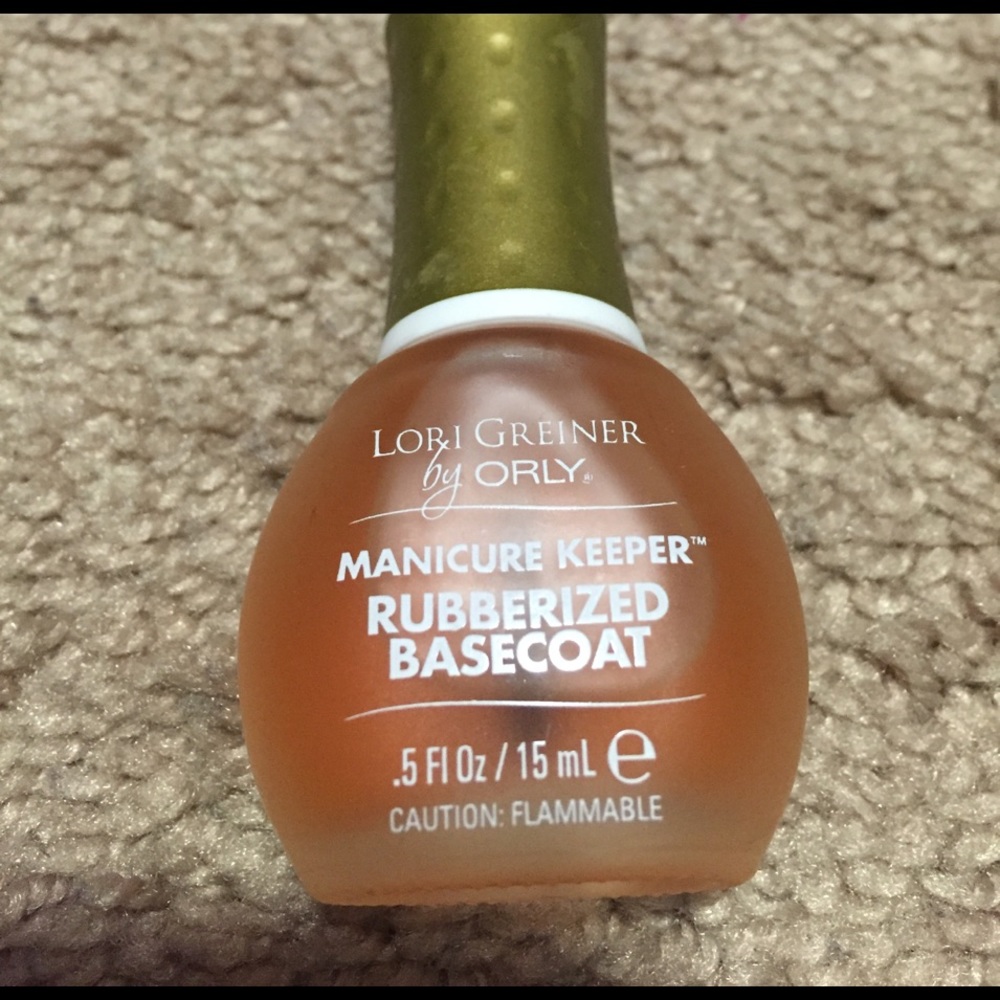 LORI GREINER
by ORLY®
MANICURE KEEPER™
RUBBERIZED
BASECOAT
.5 Fl Oz / 15 mL ℮
CAUTION: FLAMMABLE